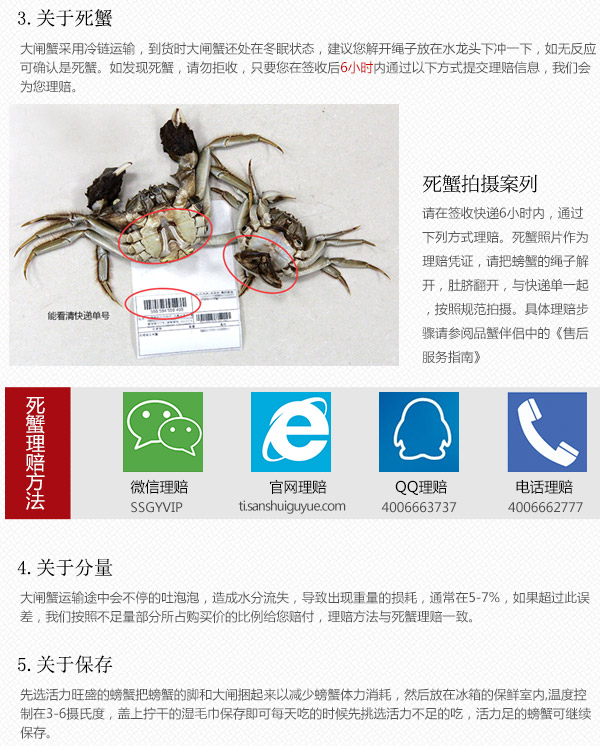 3. 关于死蟹
大闸蟹采用冷链运输，到货时大闸蟹还处在冬眠状态，建议您解开绳子放在水龙头下冲一下，如无反应
可确认是死蟹。如发现死蟹，请勿拒收，只要您在签收后6小时内通过以下方式提交理赔信息，我们会
为您理赔。
能看清快递单号
死蟹拍摄案列
请在签收快递6小时内，通过
下列方式理赔。死蟹照片作为
理赔凭证，请把螃蟹的绳子解
开，肚脐翻开，与快递单一起
，按照规范拍摄。具体理赔步
骤请参阅品蟹伴侣中的《售后
服务指南》
死蟹理赔方法
微信理赔
SSGYVIP
官网理赔
ti.sanshuiguyue.com
QQ理赔
4006663737
电话理赔
4006662777
4. 关于分量
大闸蟹运输途中会不停的吐泡泡，造成水分流失，导致出现重量的损耗，通常在5-7%，如果超过此误
差，我们按照不足量部分所占购买价的比例给您赔付，理赔方法与死蟹理赔一致。
5. 关于保存
先选活力旺盛的螃蟹把螃蟹的脚和大闸捆起来以减少螃蟹体力消耗，然后放在冰箱的保鲜室内,温度控
制在3-6摄氏度，盖上拧干的湿毛巾保存即可每天吃的时候先挑选活力不足的吃，活力足的螃蟹可继续
保存。